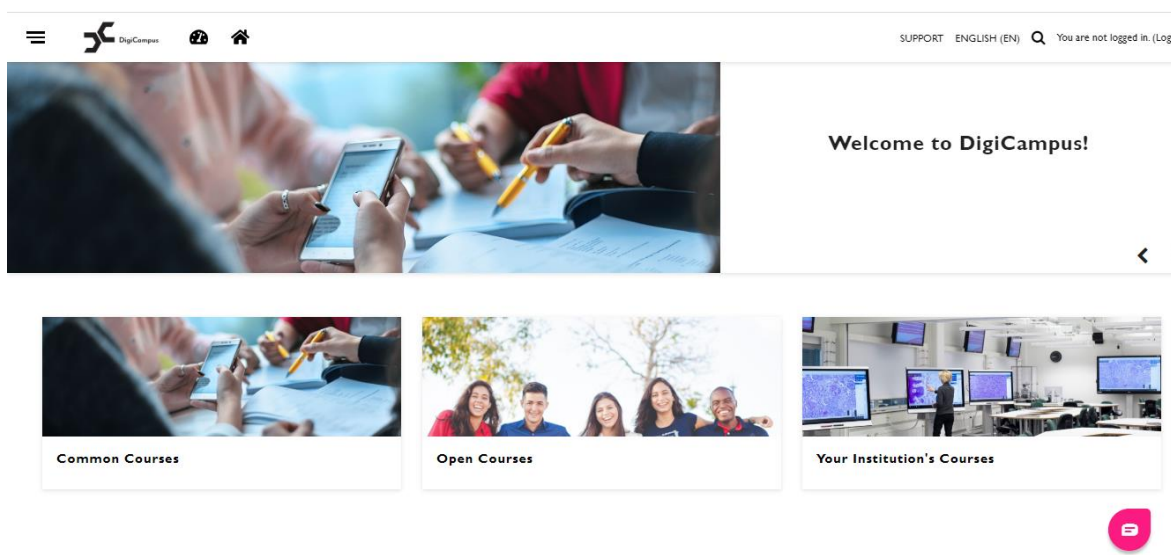 DigiCampus
SUPPORT ENGLISH (EN) You are not logged in. (Log
Welcome to DigiCampus!
Common Courses
Open Courses
Your Institution's Courses